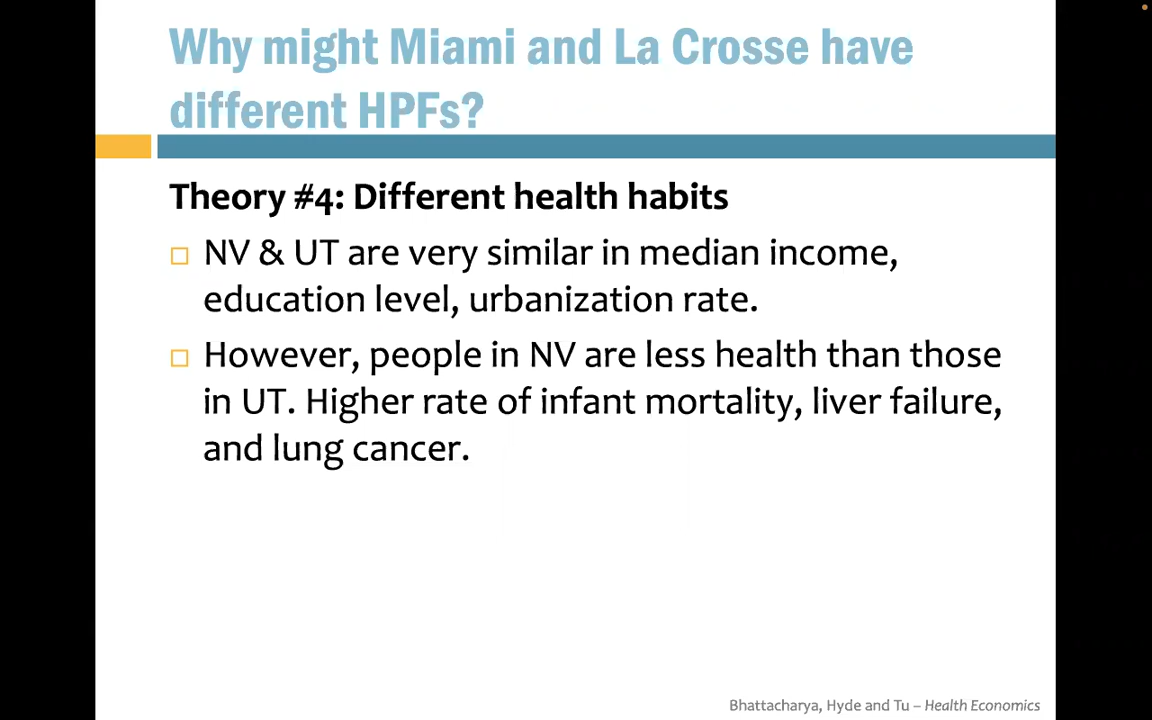 Why might Miami and La Crosse have
different HPFs?
Theory #4: Different health habits
NV & UT are very similar in median income,
education level, urbanization rate.
However, people in NV are less health than those
in UT. Higher rate of infant mortality, liver failure,
and lung cancer.
Bhattacharya, Hyde and Tu – Health Economics